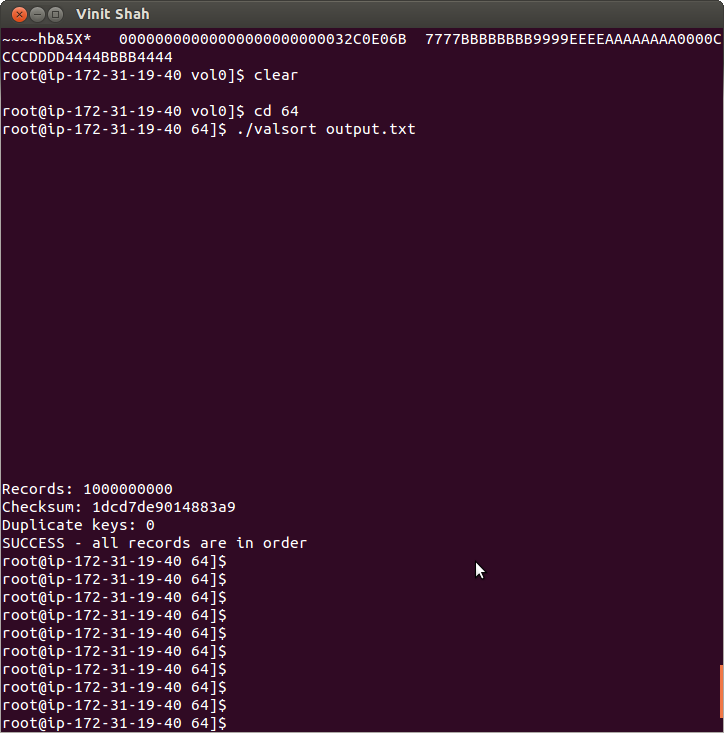 Vinit Shah
~~~~hb&5X*   00000000000000000000000032C0E06B  7777BBBBBBBB9999EEEEAAAAAAAA0000C
CCCDDDD4444BBBB4444
root@ip-172-31-19-40 vol0]$ clear
root@ip-172-31-19-40 vol0]$ cd 64
root@ip-172-31-19-40 64]$ ./valsort output.txt
Records: 1000000000
Checksum: 1dcd7de9014883a9
Duplicate keys: 0
SUCCESS - all records are in order
root@ip-172-31-19-40 64]$
root@ip-172-31-19-40 64]$
root@ip-172-31-19-40 64]$
root@ip-172-31-19-40 64]$
root@ip-172-31-19-40 64]$
root@ip-172-31-19-40 64]$
root@ip-172-31-19-40 64]$
root@ip-172-31-19-40 64]$
root@ip-172-31-19-40 64]$
root@ip-172-31-19-40 64]$